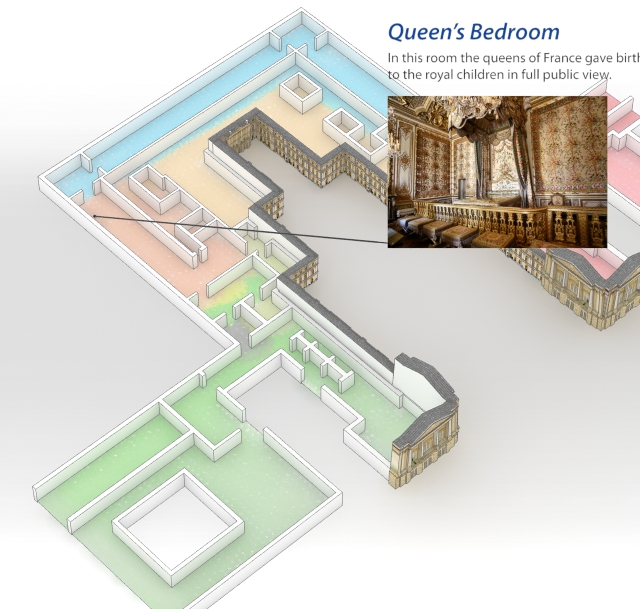 Queen's Bedroom
In this room the queens of France gave birth
to the royal children in full public view.